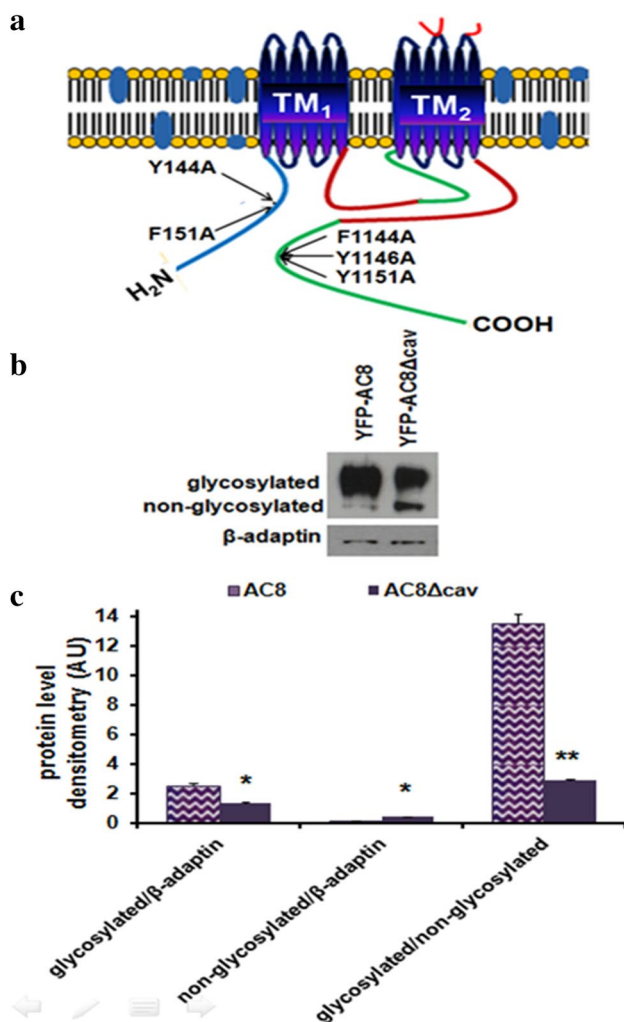 a
TM1
TM2
Y144A
F151A
H2N
F1144A
Y1146A
Y1151A
COOH
b
YFP-AC8
YFP-AC8Δcav
glycosylated
non-glycosylated
β-adaptin
c
AC8
AC8Δcav
protein level
densitometry (AU)
14
12
10
8
6
4
2
0
*
*
**
glycosylated/β-adaptin
non-glycosylated/β-adaptin
glycosylated/non-glycosylated